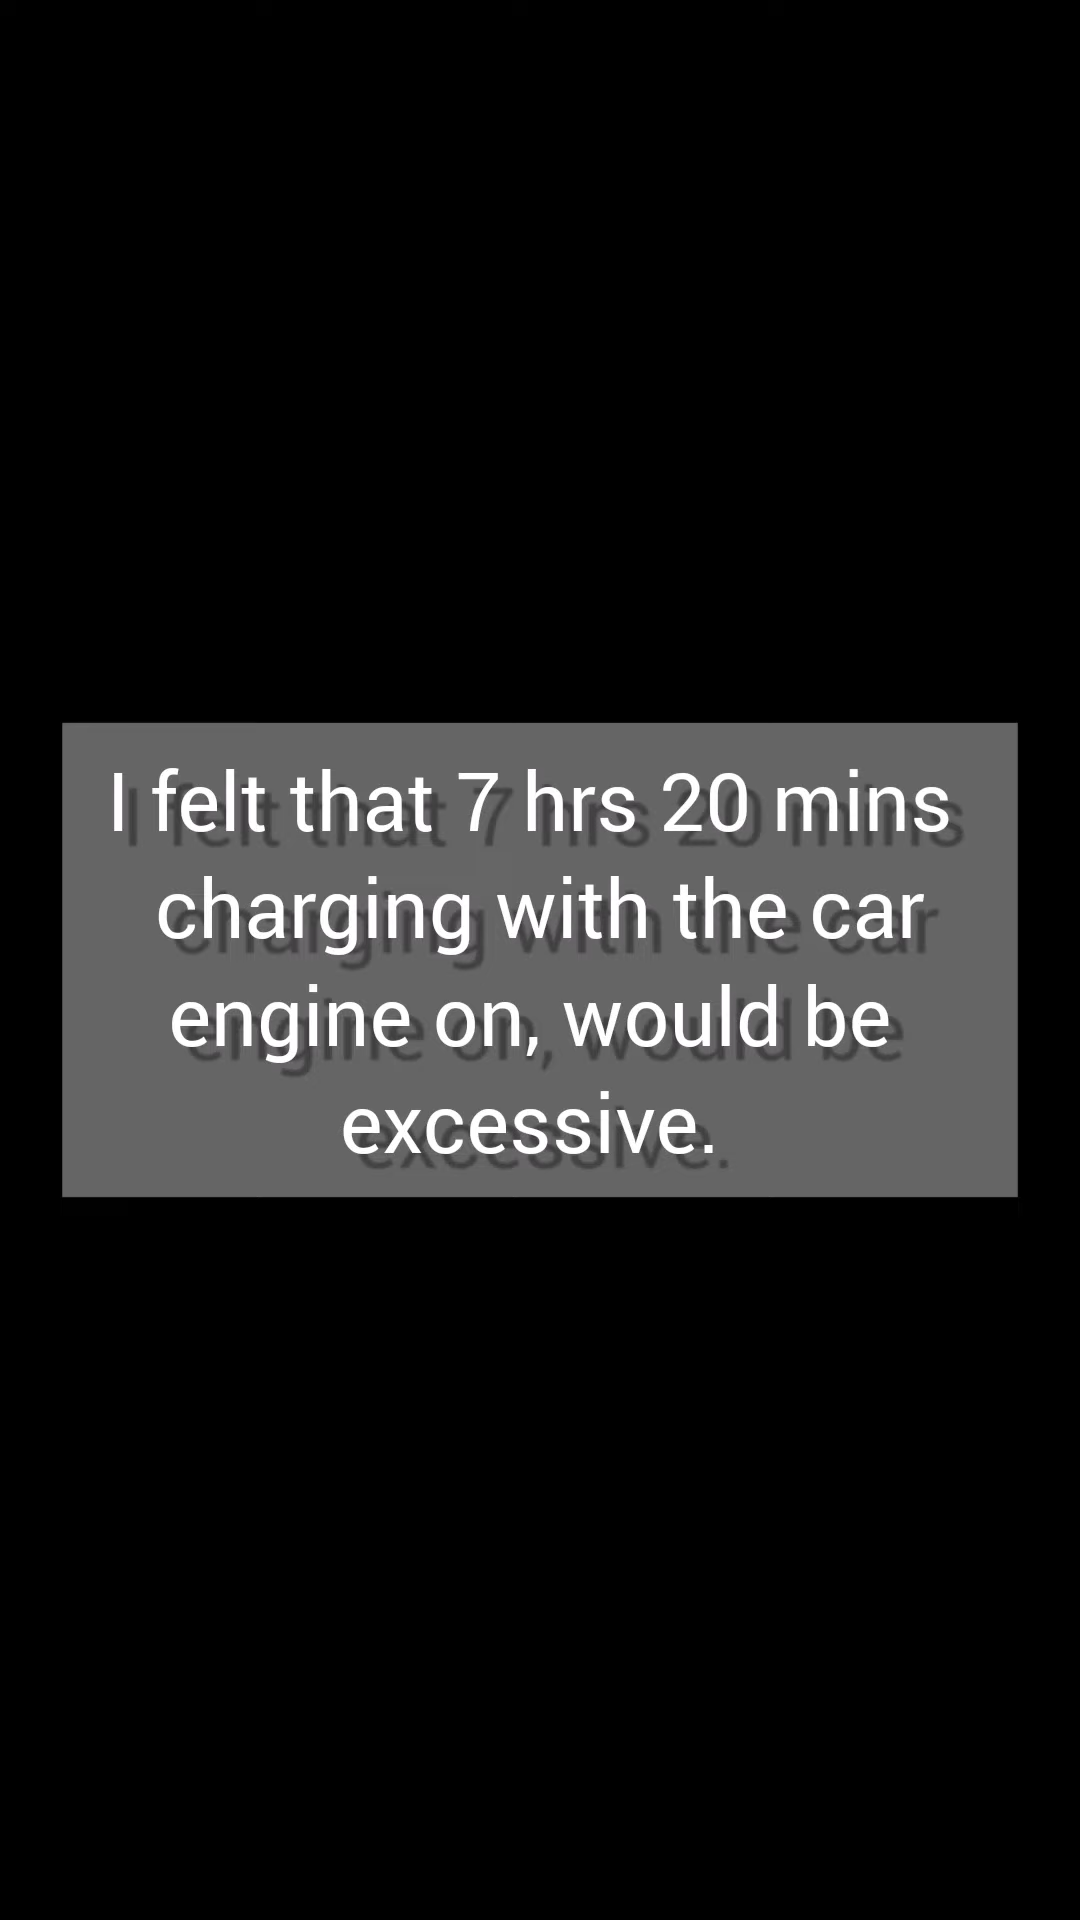 I felt that 7 hrs 20 mins
charging with the car
engine on, would be
excessive.